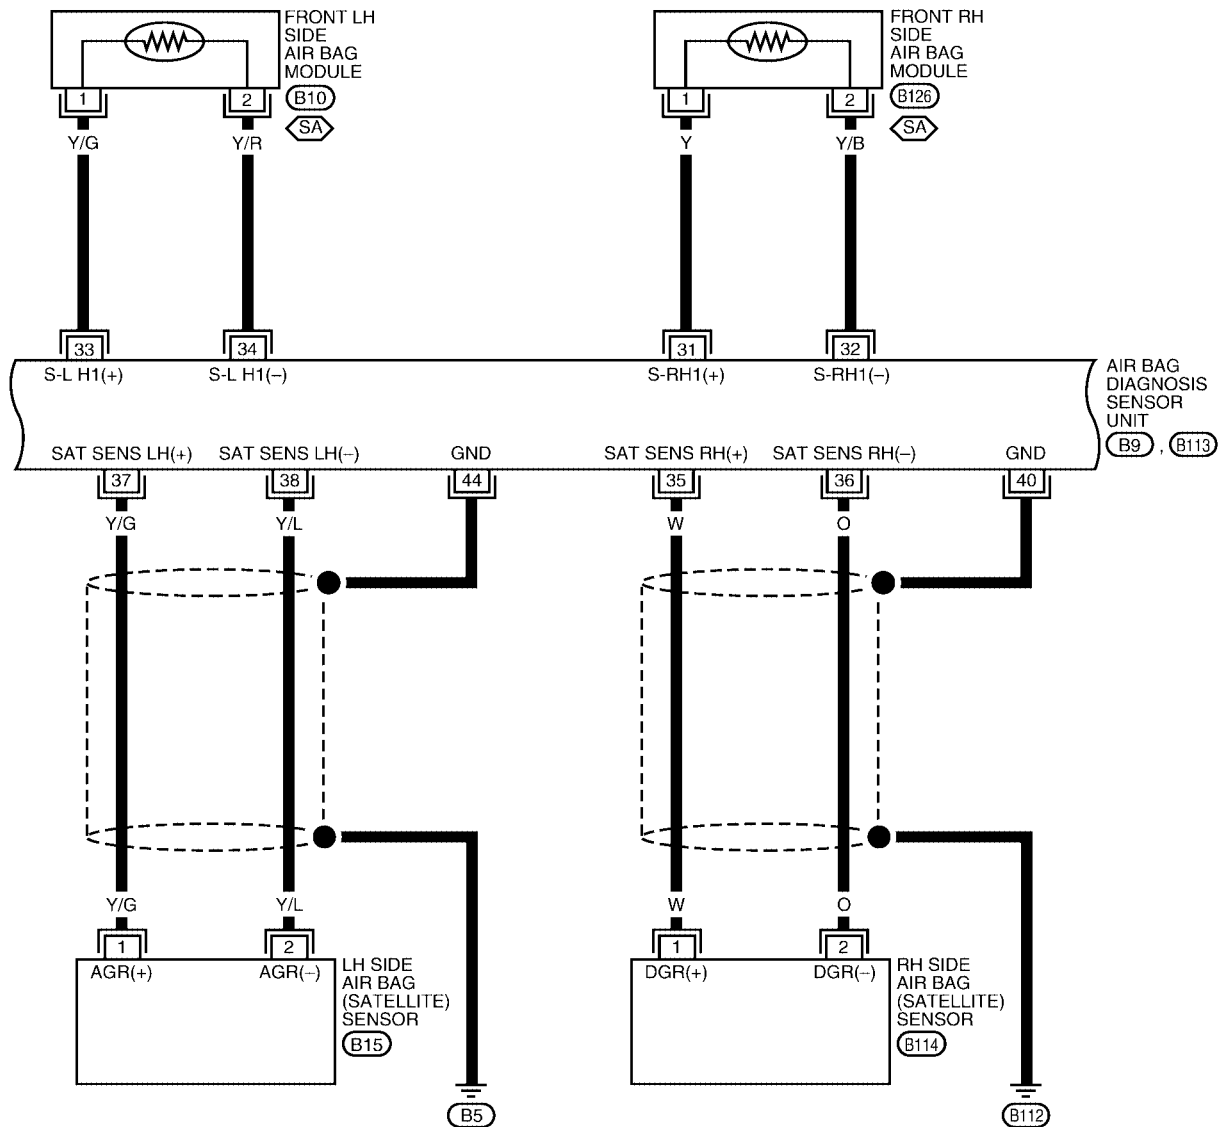 FRONT LH
SIDE
AIR BAG
MODULE
B10
SA
1
2
Y/G
Y/R
FRONT RH
SIDE
AIR BAG
MODULE
B126
SA
1
2
Y
Y/B
33
34
31
32
S-L H1(+)
S-L H1(–)
S-RH1(+)
S-RH1(–)
AIR BAG
DIAGNOSIS
SENSOR
UNIT
B9 , B113
SAT SENS LH(+)
SAT SENS LH(–)
GND
SAT SENS RH(+)
SAT SENS RH(–)
GND
37
38
44
35
36
40
Y/G
Y/L
W
O
Y/G
Y/L
W
O
1
2
AGR(+)
AGR(–)
LH SIDE
AIR BAG
(SATELLITE)
SENSOR
B15
1
2
DGR(+)
DGR(–)
RH SIDE
AIR BAG
(SATELLITE)
SENSOR
B114
B5
B112